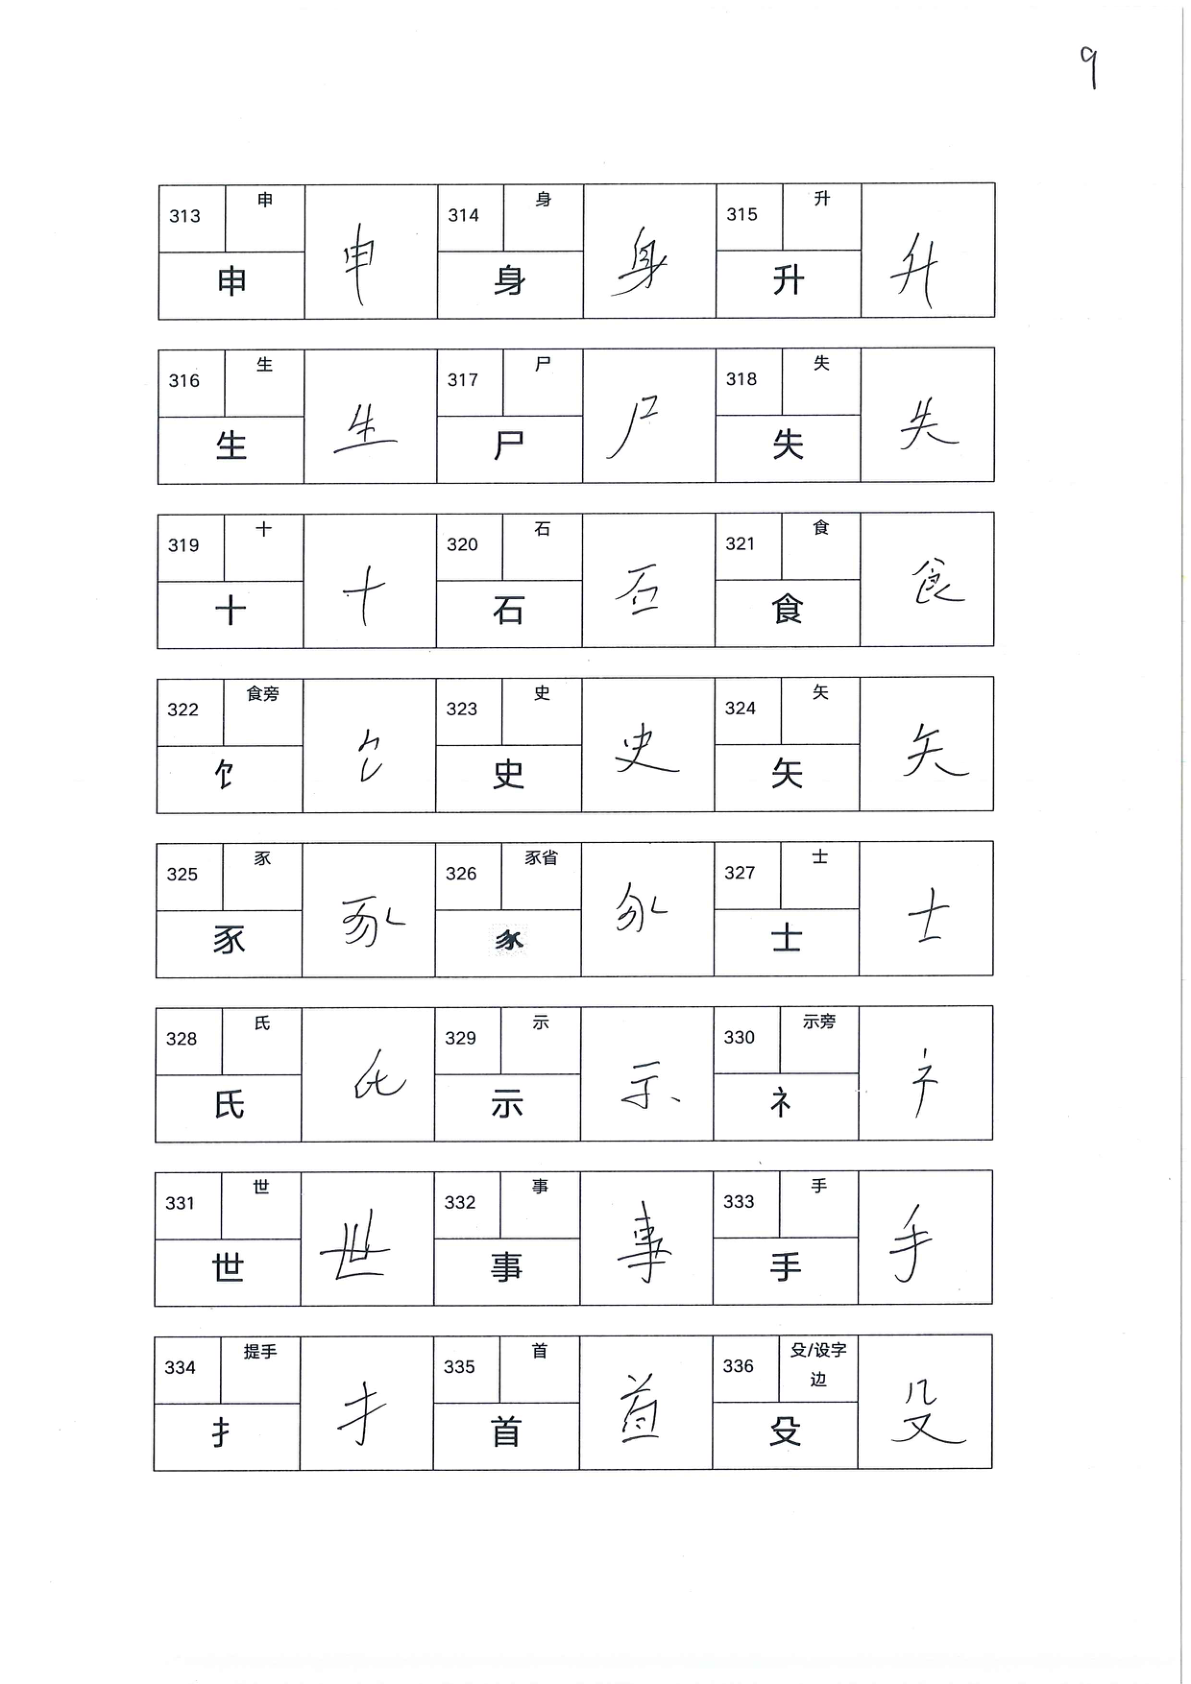 9
313 申 申 申 314 身 身 身 315 升 升 升
316 生 生 生 317 尸 尸 尸 318 失 失 失
319 十 十 十 320 石 石 石 321 食 食 食
322 食旁 饣 饣 323 史 史 史 324 矢 矢 矢
325 豕 豕 豕 326 豕省 327 士 士 士
328 氏 氏 氏 329 示 示 示 330 示旁 礻 礻
331 世 世 世 332 事 事 事 333 手 手 手
334 提手 扌 扌 335 首 首 首 336 殳/设字
边
殳 殳